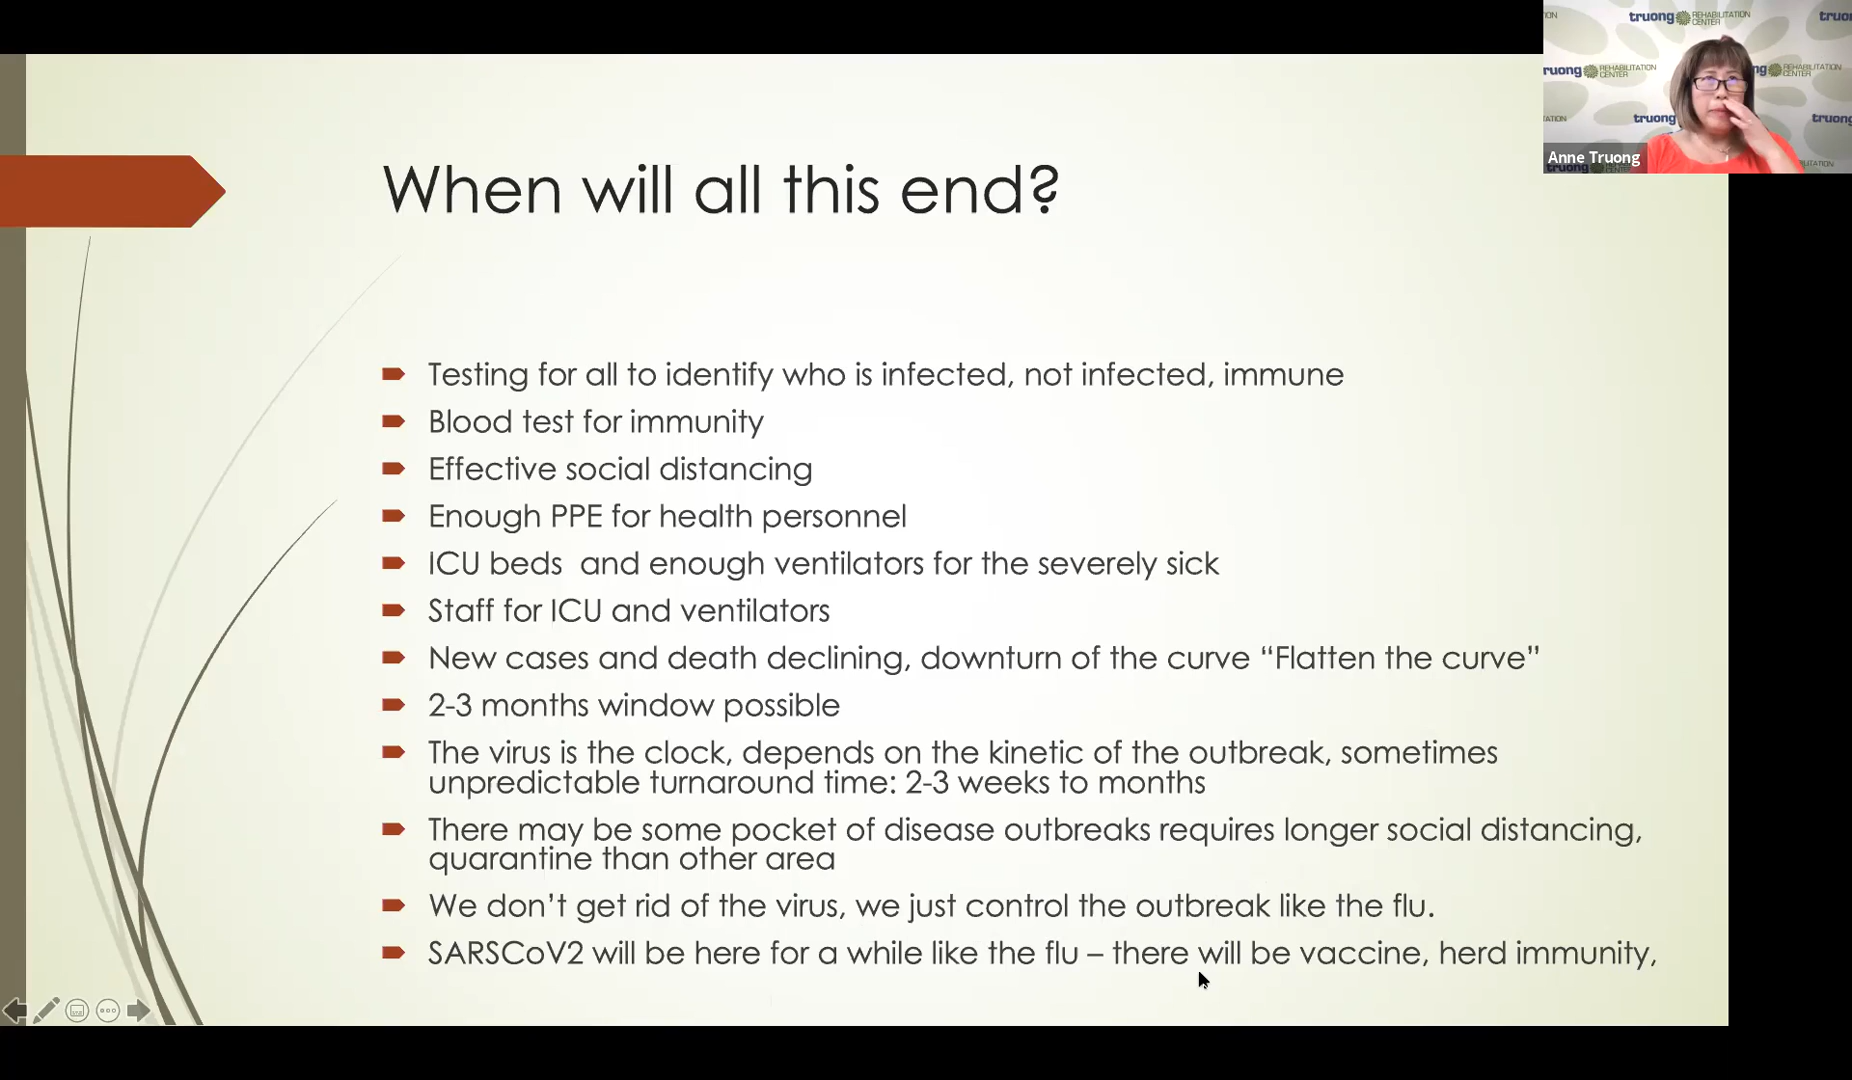 When will all this end?
Testing for all to identify who is infected, not infected, immune
Blood test for immunity
Effective social distancing
Enough PPE for health personnel
ICU beds  and enough ventilators for the severely sick
Staff for ICU and ventilators
New cases and death declining, downturn of the curve “Flatten the curve”
2-3 months window possible
The virus is the clock, depends on the kinetic of the outbreak, sometimes
unpredictable turnaround time: 2-3 weeks to months
There may be some pocket of disease outbreaks requires longer social distancing,
quarantine than other area
We don’t get rid of the virus, we just control the outbreak like the flu.
SARSCoV2 will be here for a while like the flu – there will be vaccine, herd immunity,
truong REHABILITATION CENTER
Anne Truong